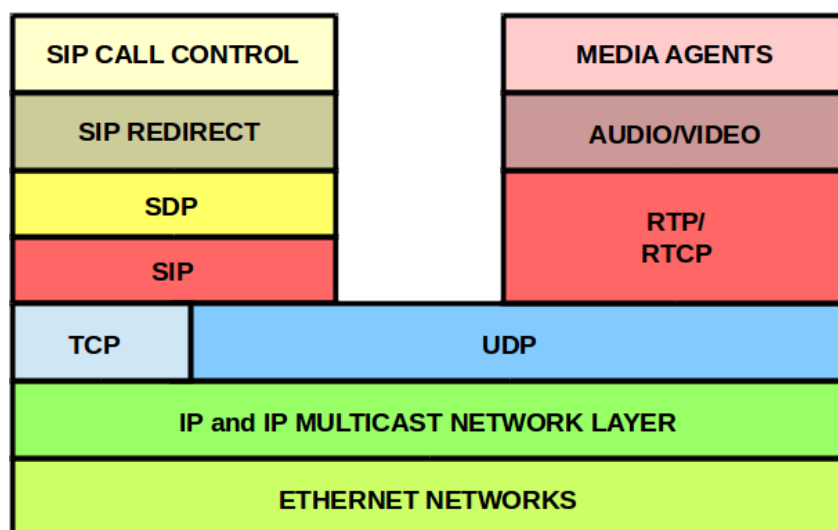 SIP CALL CONTROL
SIP REDIRECT
SDP
SIP
MEDIA AGENTS
AUDIO/VIDEO
RTP/
RTCP
TCP
UDP
IP and IP MULTICAST NETWORK LAYER
ETHERNET NETWORKS